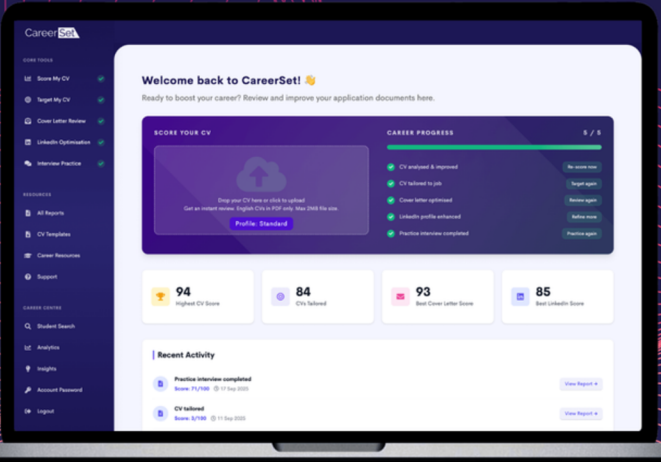 CareerSet
CORE TOOLS
Score My CV
Target My CV
Cover Letter Review
LinkedIn Optimisation
Interview Practice
RESOURCES
All Reports
CV Templates
Career Resources
Support
CAREER CENTRE
Student Search
Analytics
Insights
Account Password
Logout
Welcome back to CareerSet! 👋
Ready to boost your career? Review and improve your application documents here.
SCORE YOUR CV
Drop your CV here or click to upload
Get an instant review. English CVs in PDF only. Max 2MB file size.
Profile: Standard
CAREER PROGRESS 5 / 5
CV analysed & improved Re-score now
CV tailored to job Target again
Cover letter optimised Review again
LinkedIn profile enhanced Refine more
Practice interview completed Practice again
94
Highest CV Score
84
CVs Tailored
93
Best Cover Letter Score
85
Best LinkedIn Score
Recent Activity
Practice interview completed
Score: 71/100 17 Sep 2025 View Report
CV tailored
Score: 5/100 11 Sep 2025 View Report